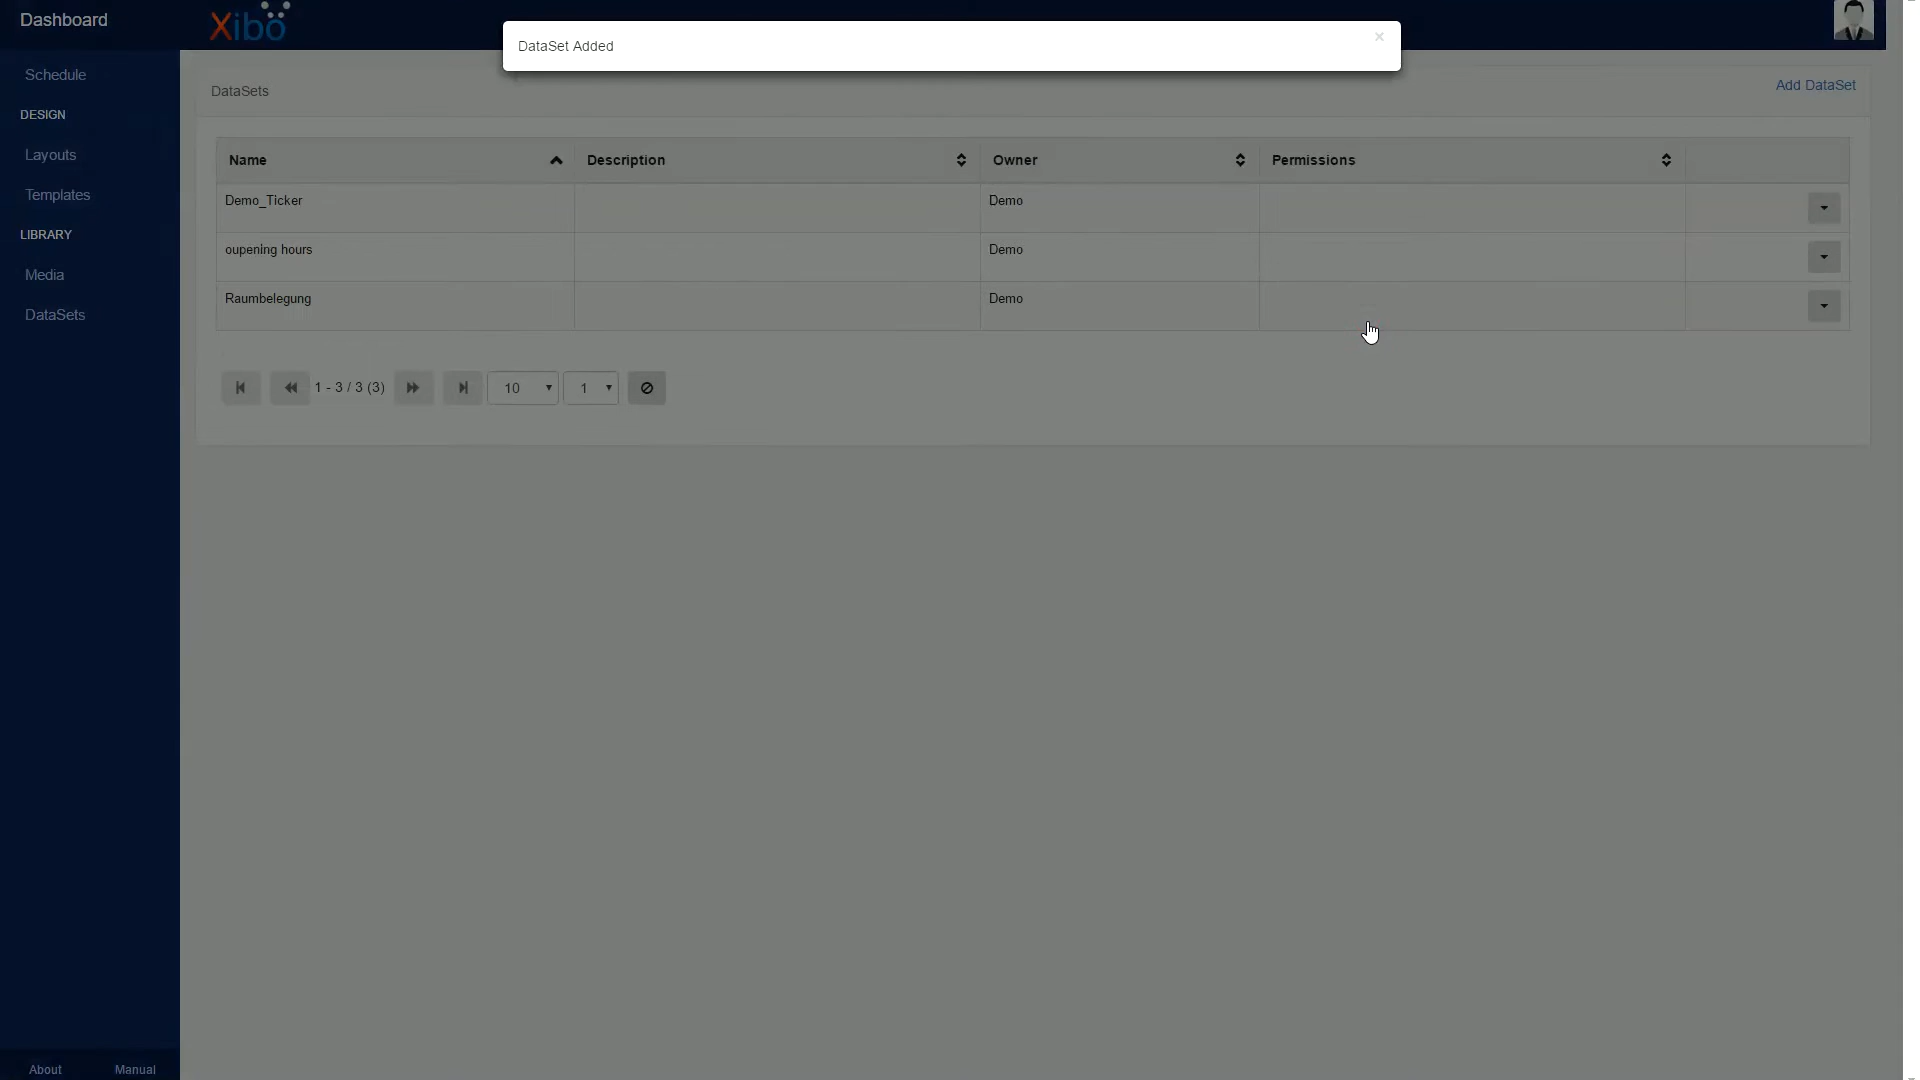 Dashboard
Xibo
DataSet Added
×
Schedule
DESIGN
Layouts
Templates
LIBRARY
Media
DataSets
DataSets
Add DataSet
Name Description Owner Permissions
Demo_Ticker Demo
oupening hours Demo
Raumbelegung Demo
1 - 3 / 3 (3) 10 1
About Manual